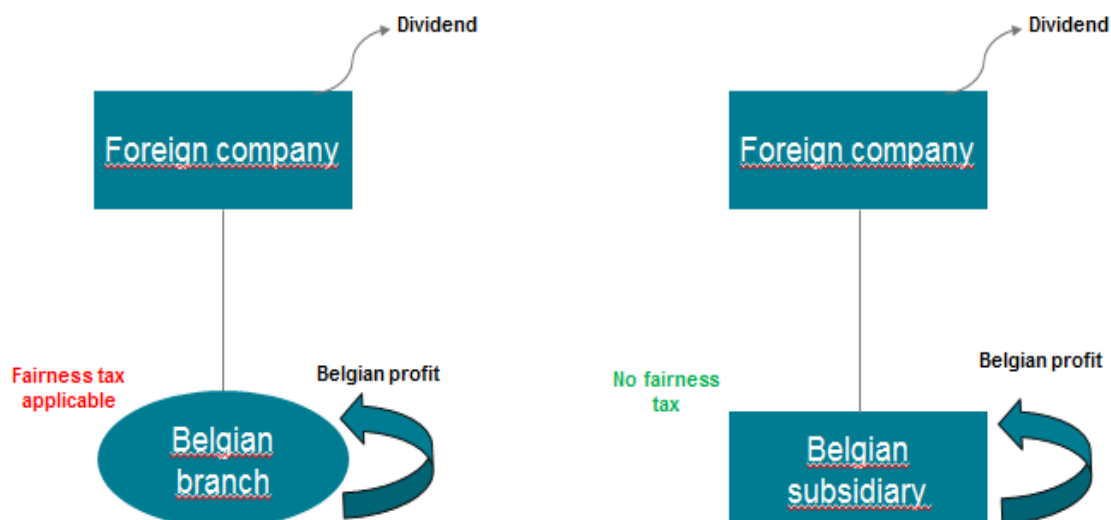 Dividend
Foreign company
Fairness tax
applicable
Belgian profit
Belgian
branch
Dividend
Foreign company
No fairness
tax
Belgian profit
Belgian
subsidiary